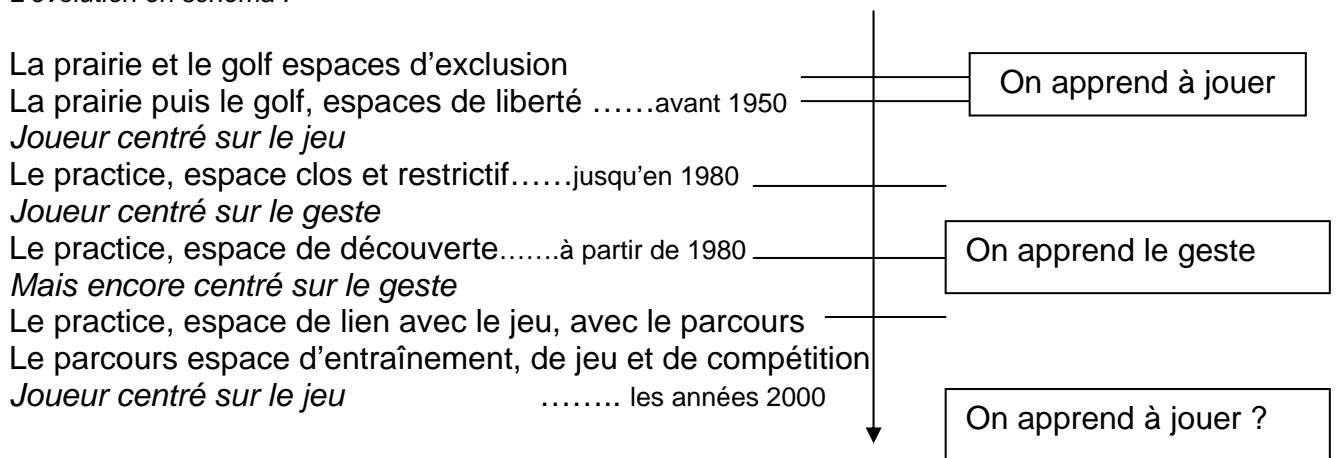 L'évolution en schéma :
La prairie et le golf espaces d'exclusion
La prairie puis le golf, espaces de liberté ……avant 1950
On apprend à jouer
Joueur centré sur le jeu
Le practice, espace clos et restrictif……jusqu'en 1980
Joueur centré sur le geste
Le practice, espace de découverte…….à partir de 1980
On apprend le geste
Mais encore centré sur le geste
Le practice, espace de lien avec le jeu, avec le parcours
Le parcours espace d'entraînement, de jeu et de compétition
Joueur centré sur le jeu …….. les années 2000
On apprend à jouer ?